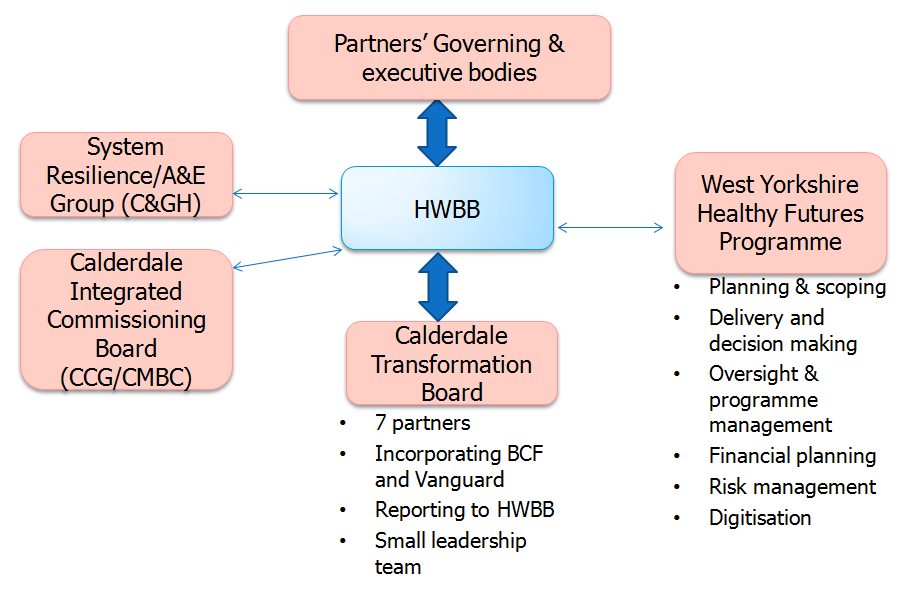 Partners’ Governing &
executive bodies
System
Resilience/A&E
Group (C&GH)
HWBB
West Yorkshire
Healthy Futures
Programme
Calderdale
Integrated
Commissioning
Board
(CCG/CMBC)
Calderdale
Transformation
Board
• 7 partners
• Incorporating BCF
and Vanguard
• Reporting to HWBB
• Small leadership
team
• Planning & scoping
• Delivery and
decision making
• Oversight &
programme
management
• Financial planning
• Risk management
• Digitisation